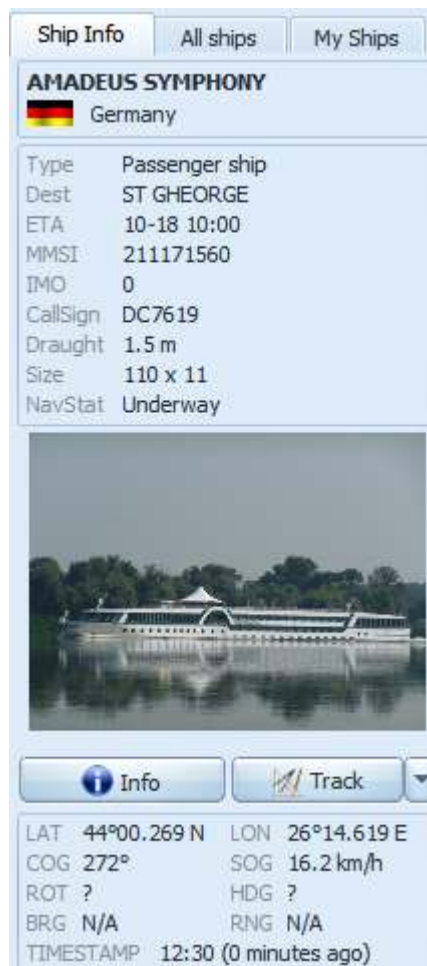 Ship Info All ships My Ships
AMADEUS SYMPHONY
Germany
Type Passenger ship
Dest ST GHEORGE
ETA 10-18 10:00
MMSI 211171560
IMO 0
CallSign DC7619
Draught 1.5 m
Size 110 x 11
NavStat Underway
Info Track
LAT 44°00.269 N LON 26°14.619 E
COG 272° SOG 16.2 km/h
ROT ? HDG ?
BRG N/A RNG N/A
TIMESTAMP 12:30 (0 minutes ago)